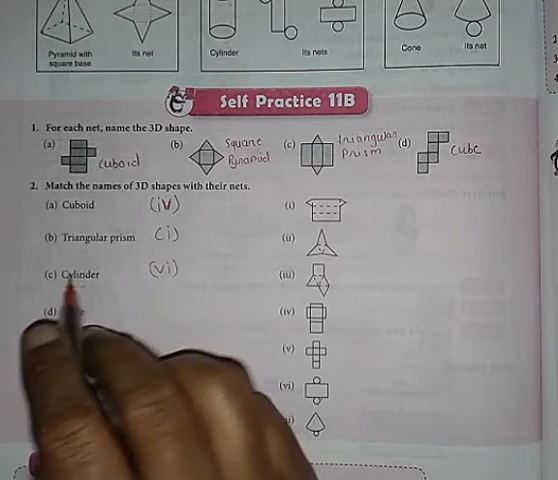 Pyramid with
square base
Its net
Cylinder
Its nets
Cone
Its net
Self Practice 11B
1. For each net, name the 3D shape.
(a) cuboid (b) Square Pyramid (c) triangular prism (d) cube
2. Match the names of 3D shapes with their nets.
(a) Cuboid (iv) (i)
(b) Triangular prism (i) (ii)
(c) Cylinder (vi) (iii)
(d) (iv)
(v)
(vi)